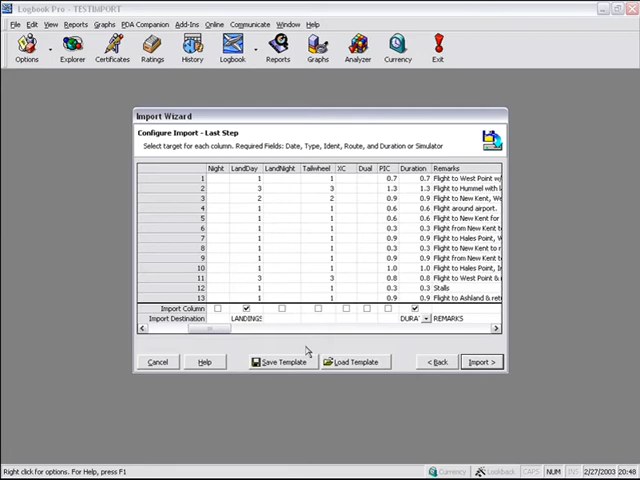 Logbook Pro - TESTIMPORT
File Edit View Reports Graphs PDA Companion Add-Ins Online Communicate Window Help
Options Explorer Certificates Ratings History Logbook Reports Graphs Analyzer Currency Exit
Import Wizard
Configure Import - Last Step
Select target for each column. Required Fields: Date, Type, Ident, Route, and Duration or Simulator
Night LandDay LandNight Tailwheel XC Dual PIC Duration Remarks
1 1 1 0.7 0.7 Flight to West Point w/
2 3 3 1.3 1.3 Flight to Hummel with la
3 2 2 0.9 0.9 Flight to New Kent, We
4 1 1 0.6 0.6 Flight around airport.
5 1 1 0.6 0.6 Flight to New Kent for
6 1 1 0.3 0.3 Flight from New Kent to
7 1 1 0.9 0.9 Flight to Hales Point, W
8 1 1 0.3 0.3 Flight to New Kent to r
9 1 1 0.9 0.9 Flight from New Kent to
10 1 1 1.0 1.0 Flight to Hales Point, In
11 3 3 0.8 0.8 Flight to West Point & r
12 1 1 0.3 0.3 Stalls
13 1 1 0.9 0.9 Flight to Ashland & retr
Import Column
Import Destination LANDINGS DURAT REMARKS
Cancel Help Save Template Load Template < Back Import >
Right click for options. For Help, press F1 Currency Lookback CAPS NUM INS 2/27/2003 20:48